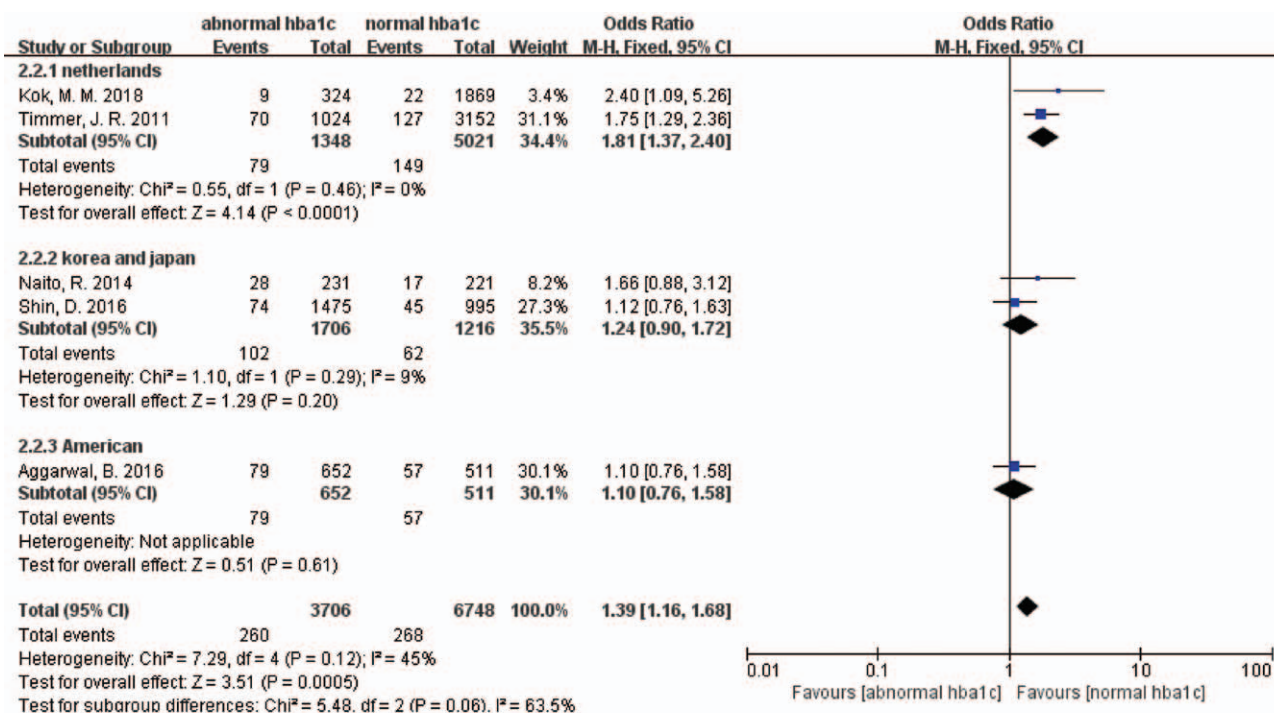 abnormal hba1c normal hba1c Odds Ratio Odds Ratio
Study or Subgroup Events Total Events Total Weight M-H, Fixed, 95% CI M-H, Fixed, 95% CI
2.2.1 netherlands
Kok, M. M. 2018 9 324 22 1869 3.4% 2.40 [1.09, 5.26]
Timmer, J. R. 2011 70 1024 127 3152 31.1% 1.75 [1.29, 2.36]
Subtotal (95% CI) 1348 5021 34.4% 1.81 [1.37, 2.40]
Total events 79 149
Heterogeneity: Chi² = 0.55, df = 1 (P = 0.46); I² = 0%
Test for overall effect: Z = 4.14 (P < 0.0001)
2.2.2 korea and japan
Naito, R. 2014 28 231 17 221 8.2% 1.66 [0.88, 3.12]
Shin, D. 2016 74 1475 45 995 27.3% 1.12 [0.76, 1.63]
Subtotal (95% CI) 1706 1216 35.5% 1.24 [0.90, 1.72]
Total events 102 62
Heterogeneity: Chi² = 1.10, df = 1 (P = 0.29); I² = 9%
Test for overall effect: Z = 1.29 (P = 0.20)
2.2.3 American
Aggarwal, B. 2016 79 652 57 511 30.1% 1.10 [0.76, 1.58]
Subtotal (95% CI) 652 511 30.1% 1.10 [0.76, 1.58]
Total events 79 57
Heterogeneity: Not applicable
Test for overall effect: Z = 0.51 (P = 0.61)
Total (95% CI) 3706 6748 100.0% 1.39 [1.16, 1.68]
Total events 260 268
Heterogeneity: Chi² = 7.29, df = 4 (P = 0.12); I² = 45%
Test for overall effect: Z = 3.51 (P = 0.0005)
Test for subgroup differences: Chi² = 5.48, df = 2 (P = 0.06), I² = 63.5%
0.01 0.1 1 10 100
Favours [abnormal hba1c] Favours [normal hba1c]